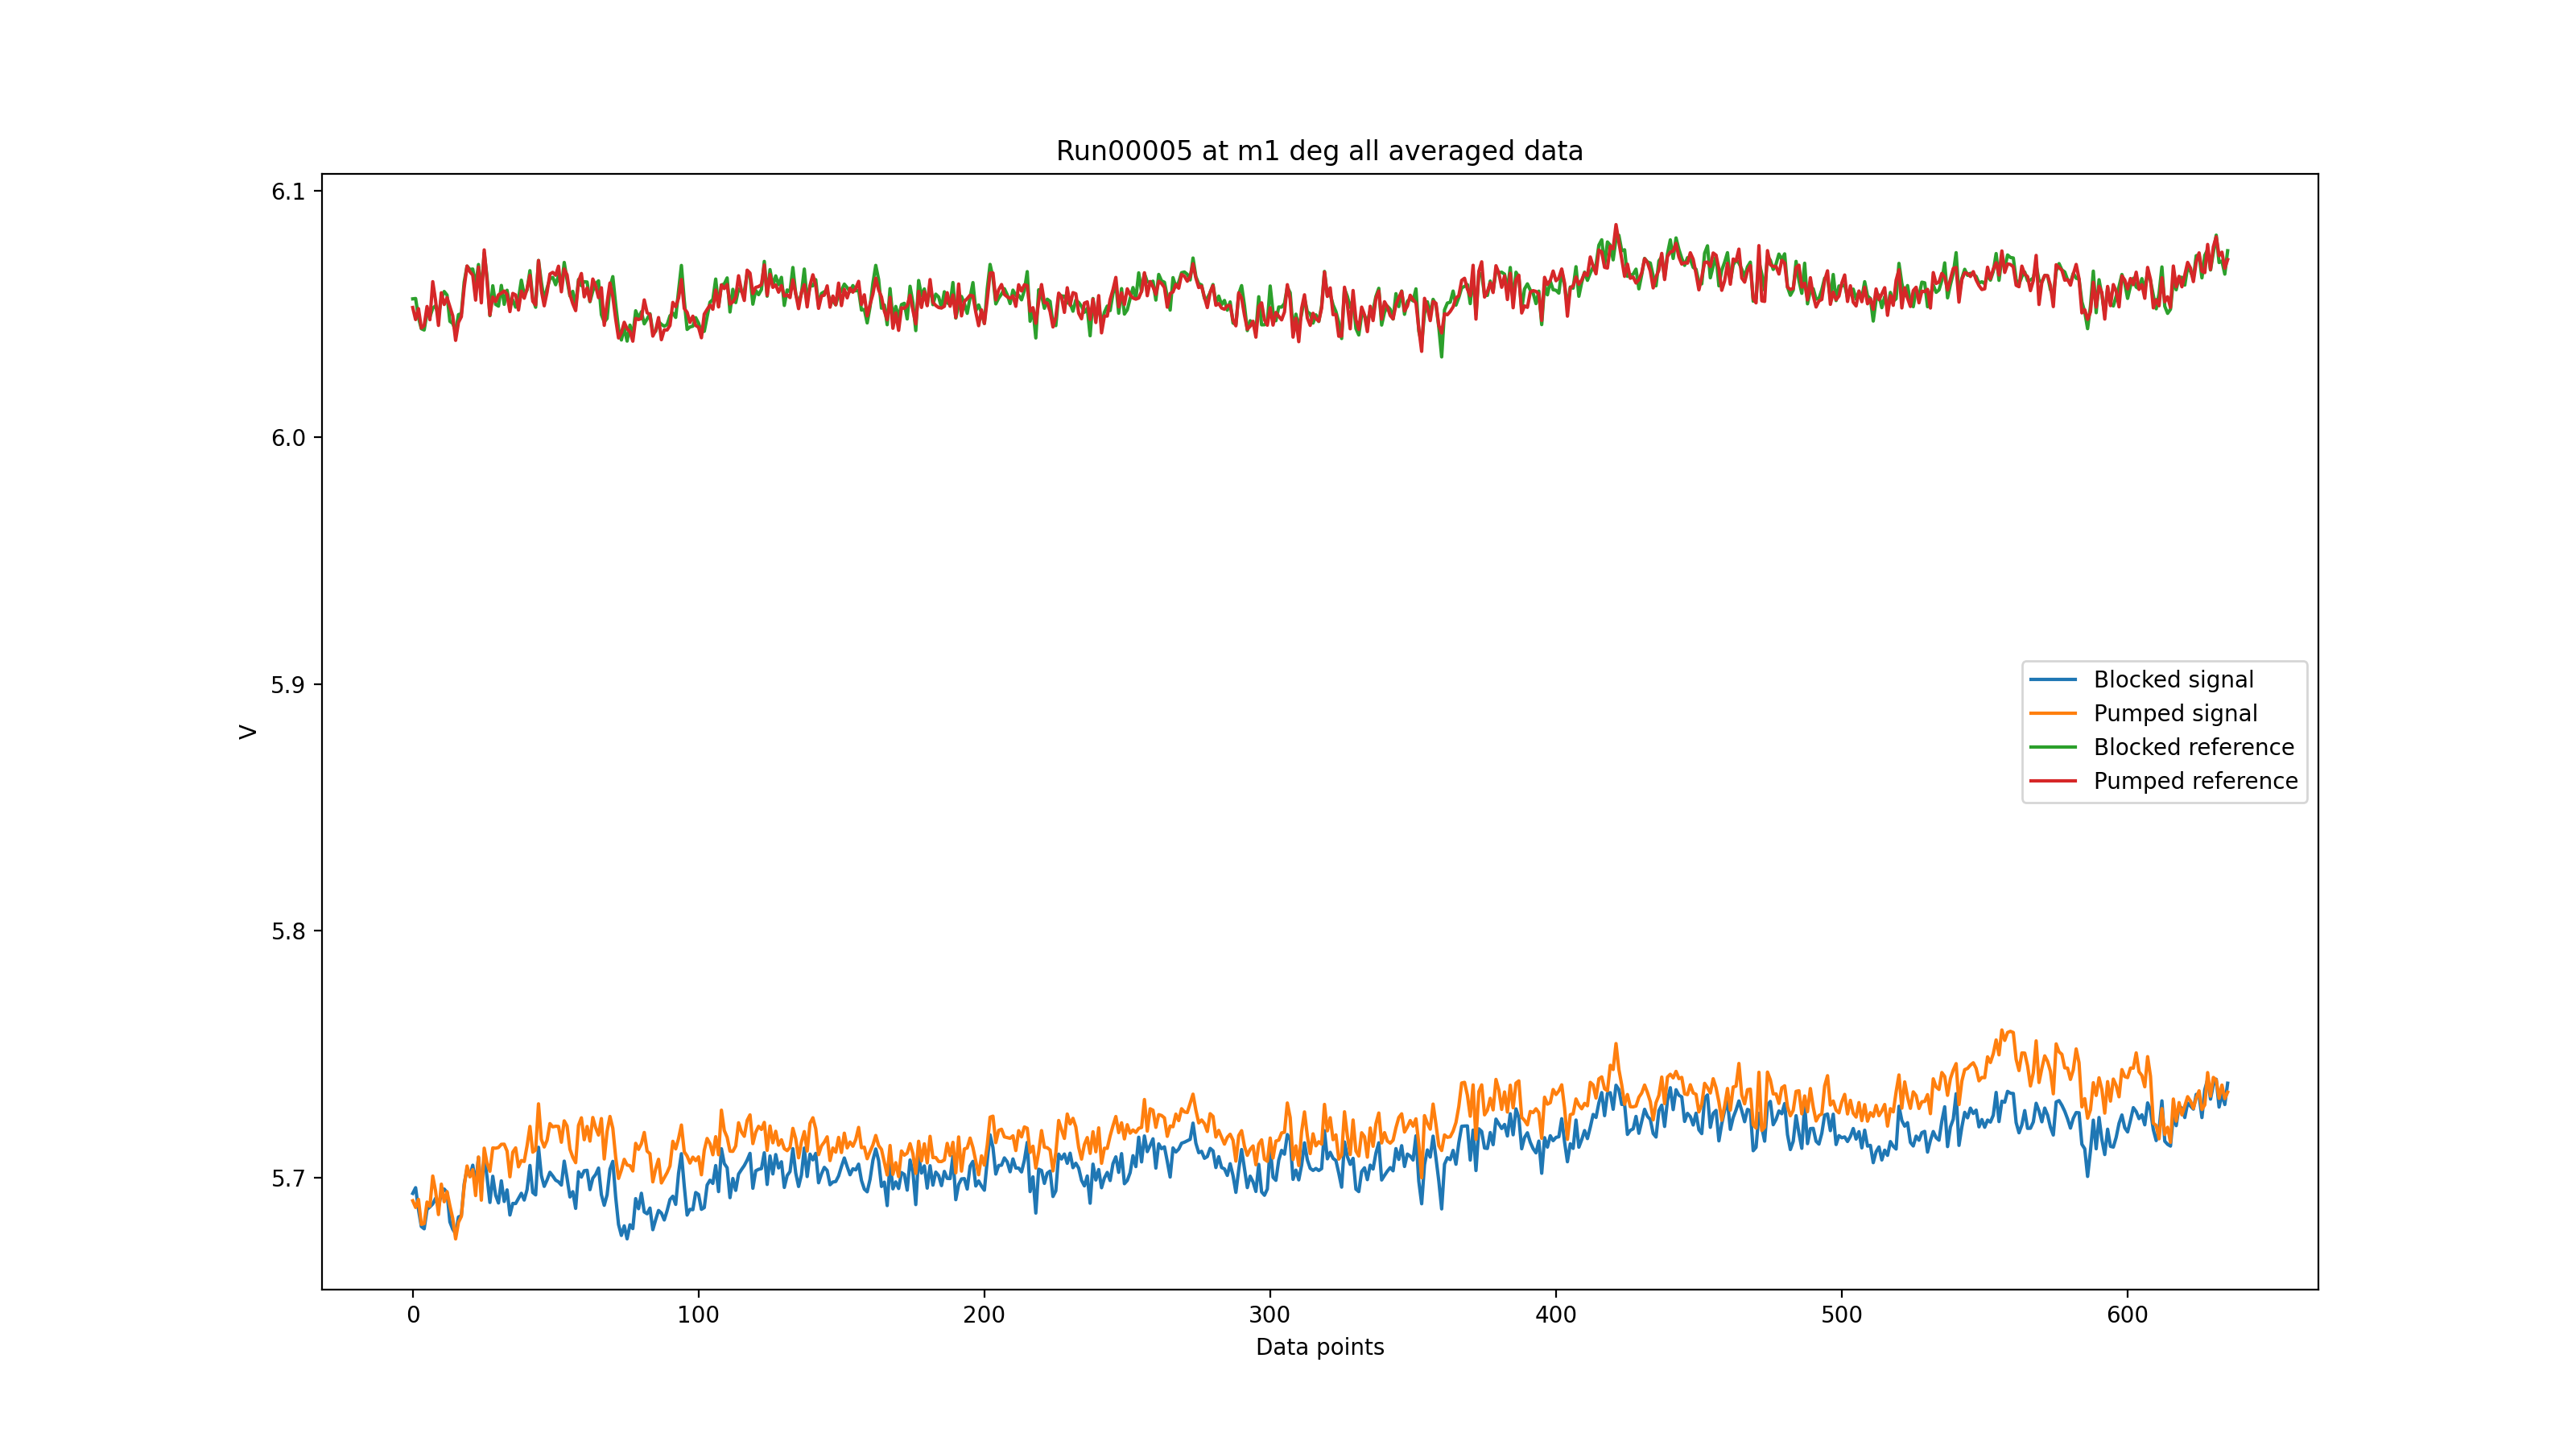 Run00005 at m1 deg all averaged data
6.1
6.0
5.9
5.8
5.7
V
Blocked signal
Pumped signal
Blocked reference
Pumped reference
0 100 200 300 400 500 600
Data points